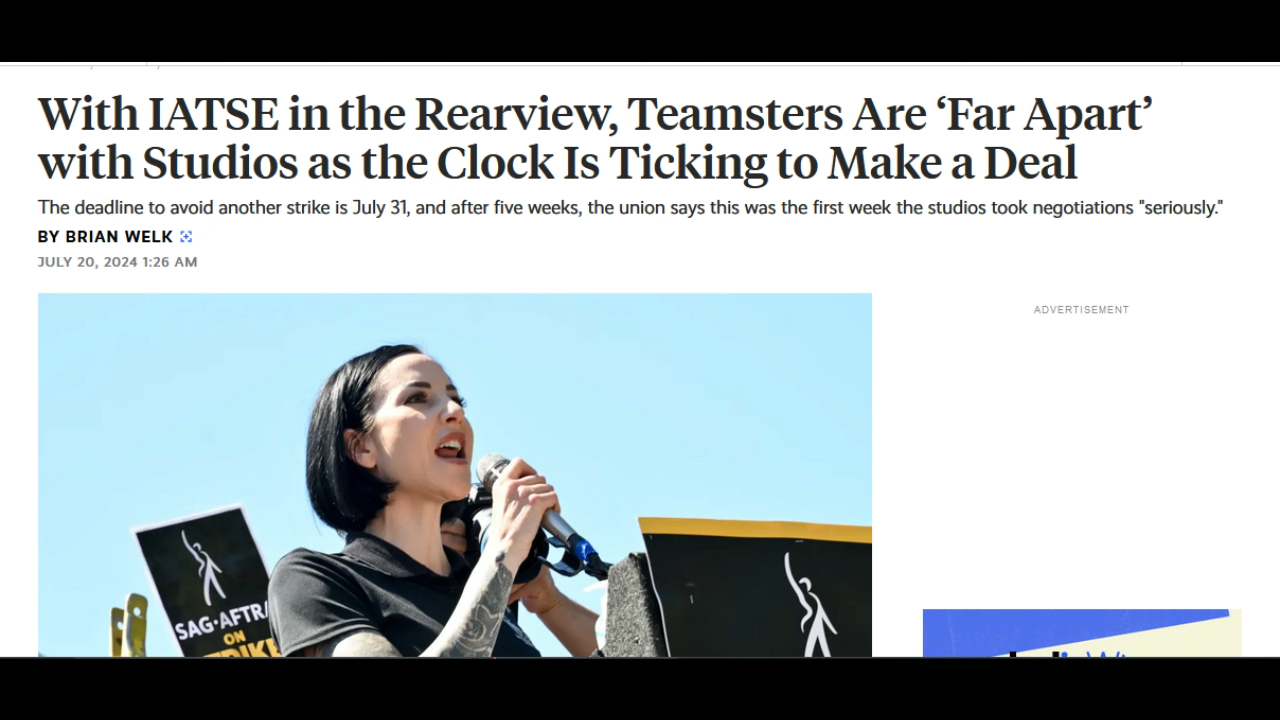 With IATSE in the Rearview, Teamsters Are ‘Far Apart’
with Studios as the Clock Is Ticking to Make a Deal
The deadline to avoid another strike is July 31, and after five weeks, the union says this was the first week the studios took negotiations "seriously."
BY BRIAN WELK
JULY 20, 2024 1:26 AM
ADVERTISEMENT
SAG·AFTRA
ON